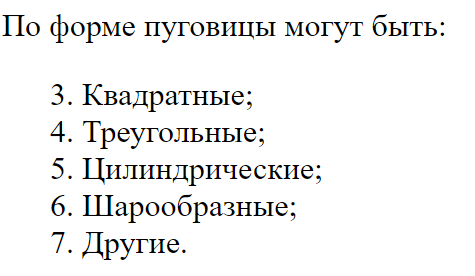 По форме пуговицы могут быть:
3. Квадратные;
4. Треугольные;
5. Цилиндрические;
6. Шарообразные;
7. Другие.